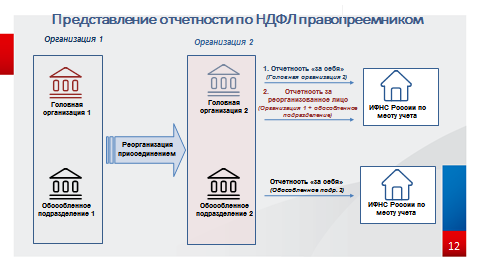 Представление отчетности по НДФЛ правопреемником
Организация 1
Организация 2
Головная
организация 1
Обособленное
подразделение 1
Реорганизация
присоединением
Головная
организация 2
Обособленное
подразделение 2
1. Отчетность «за себя»
(Головная организация 2)
2. Отчетность за
реорганизованное лицо
(Организация 1 + обособленное
подразделение)
ИФНС России по
месту учета
Отчетность «за себя»
(Обособленное подр. 2)
ИФНС России по
месту учета
12